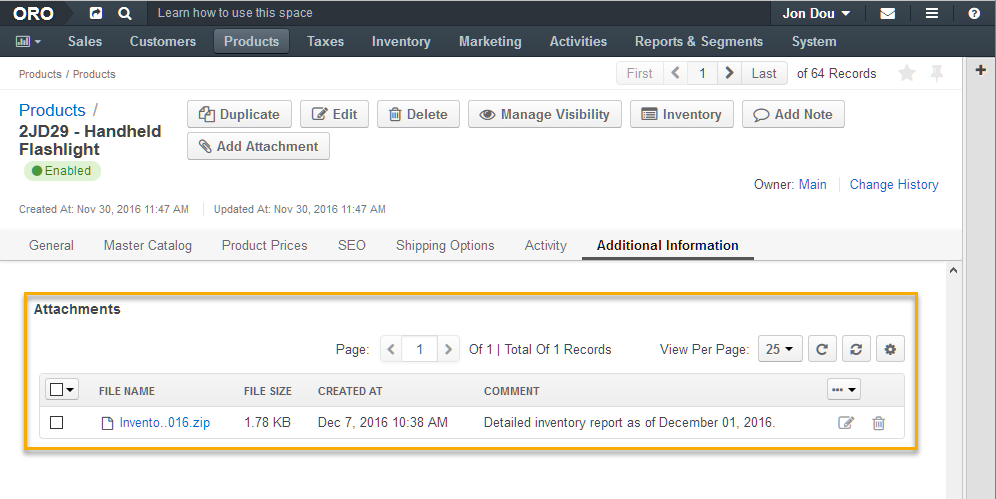 ORO Learn how to use this space Jon Dou
Sales Customers Products Taxes Inventory Marketing Activities Reports & Segments System
Products / Products First 1 Last of 64 Records
Products /
2JD29 - Handheld
Flashlight
Enabled
Duplicate Edit Delete Manage Visibility Inventory Add Note
Add Attachment
Owner: Main Change History
Created At: Nov 30, 2016 11:47 AM Updated At: Nov 30, 2016 11:47 AM
General Master Catalog Product Prices SEO Shipping Options Activity Additional Information
Attachments
Page: 1 Of 1 | Total Of 1 Records View Per Page: 25
FILE NAME FILE SIZE CREATED AT COMMENT
Invento..016.zip 1.78 KB Dec 7, 2016 10:38 AM Detailed inventory report as of December 01, 2016.